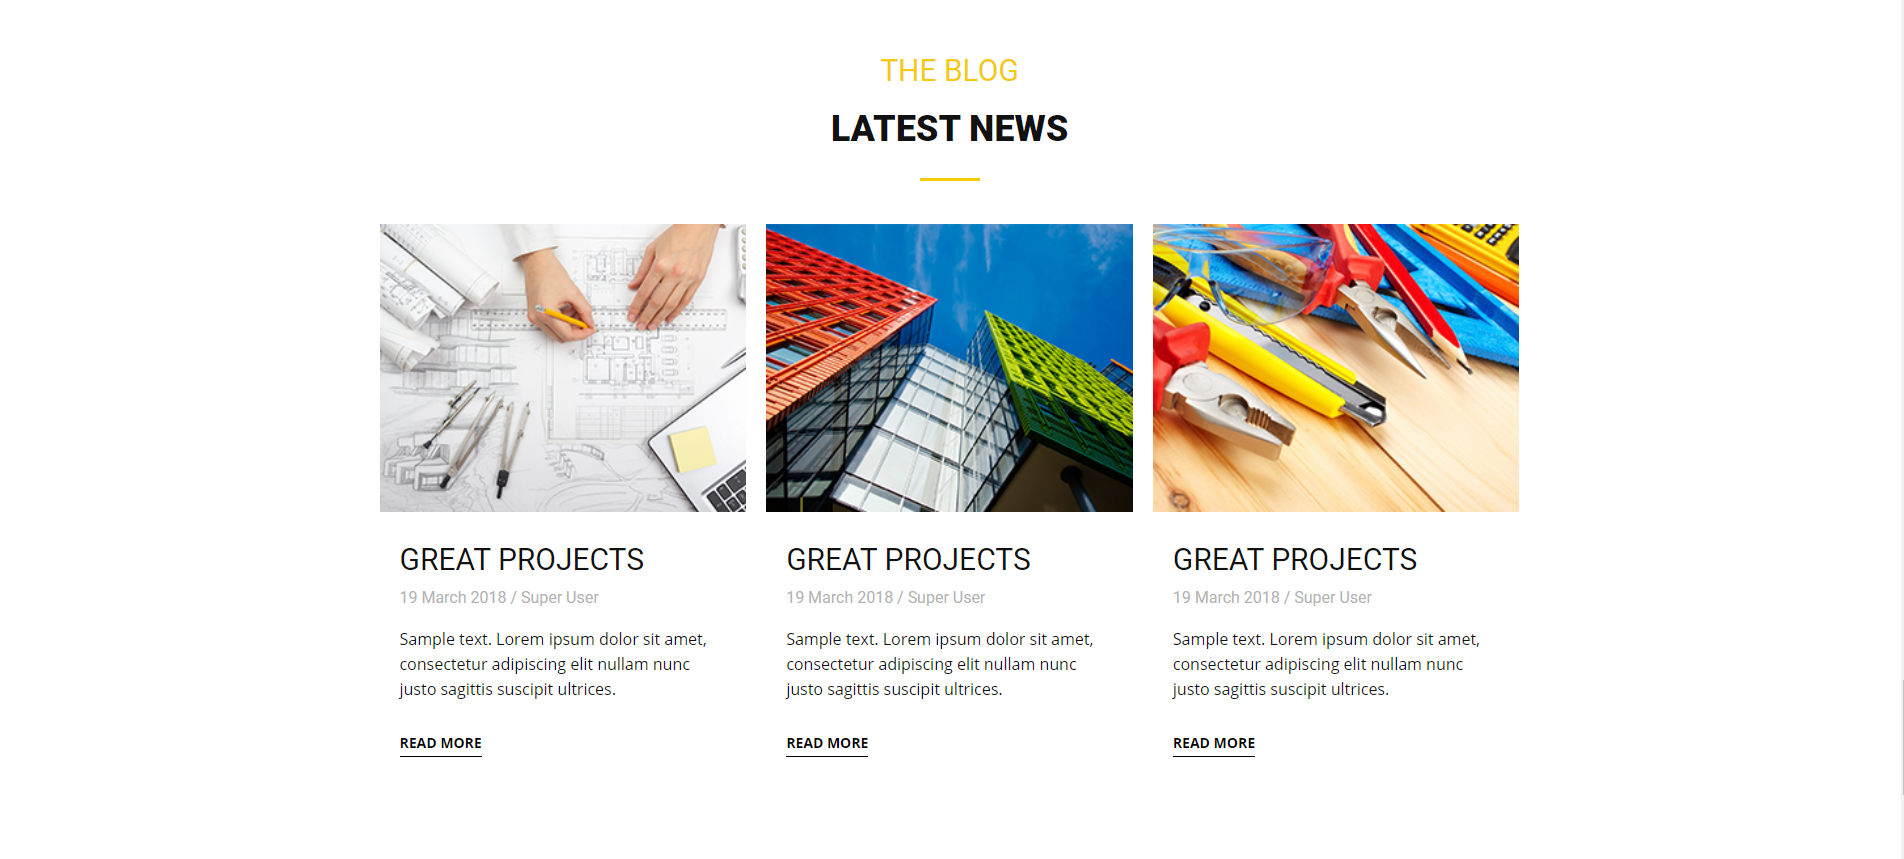 THE BLOG
LATEST NEWS
GREAT PROJECTS
19 March 2018 / Super User
Sample text. Lorem ipsum dolor sit amet,
consectetur adipiscing elit nullam nunc
justo sagittis suscipit ultrices.
READ MORE
GREAT PROJECTS
19 March 2018 / Super User
Sample text. Lorem ipsum dolor sit amet,
consectetur adipiscing elit nullam nunc
justo sagittis suscipit ultrices.
READ MORE
GREAT PROJECTS
19 March 2018 / Super User
Sample text. Lorem ipsum dolor sit amet,
consectetur adipiscing elit nullam nunc
justo sagittis suscipit ultrices.
READ MORE